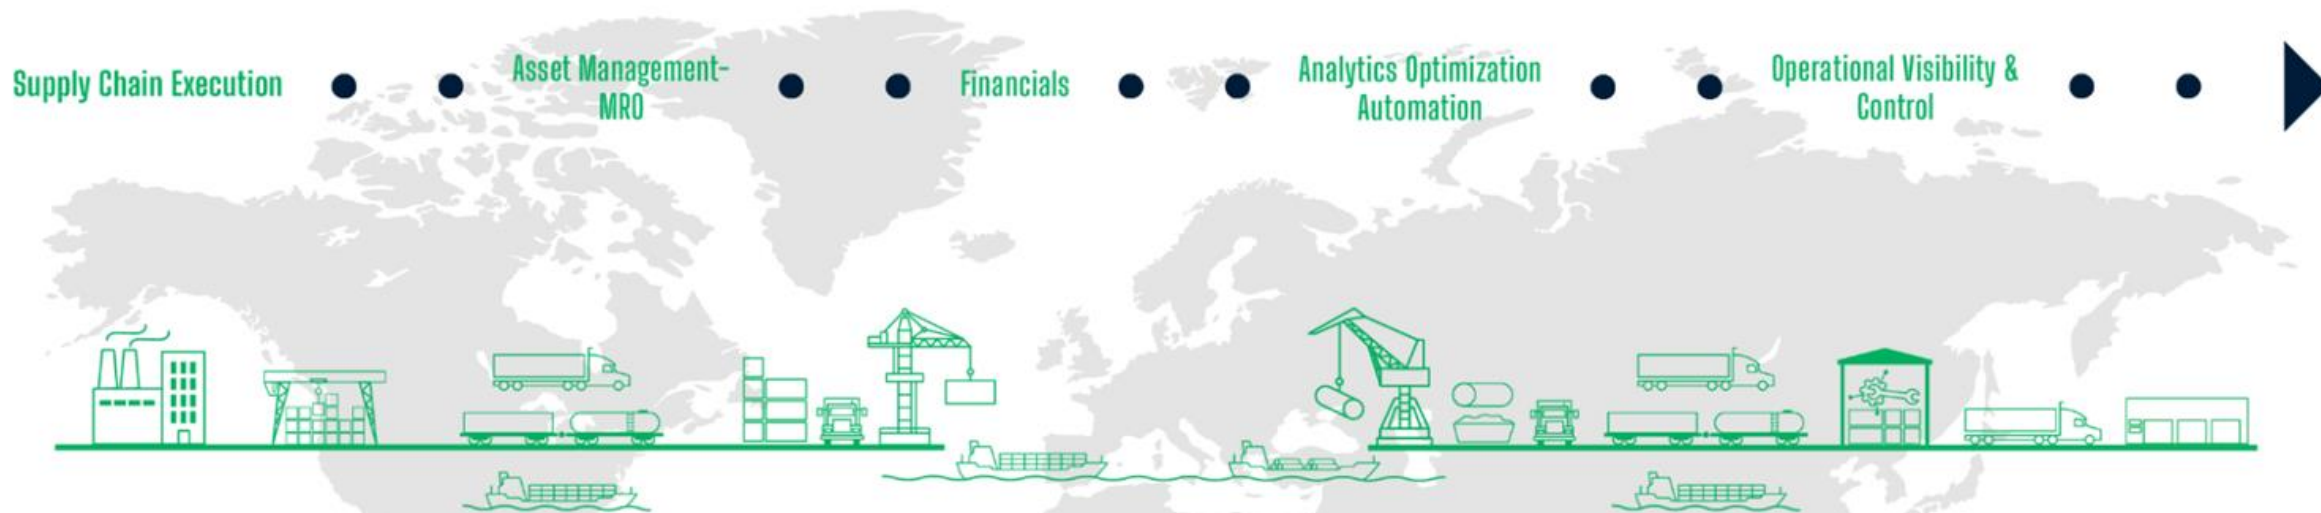 Supply Chain Execution
Asset Management-
MRO
Financials
Analytics Optimization
Automation
Operational Visibility &
Control